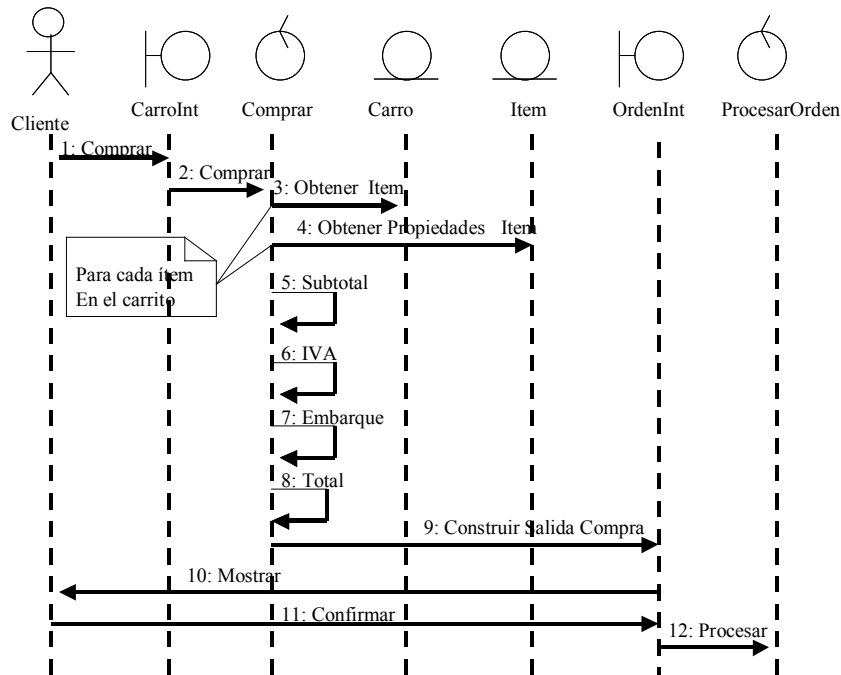 Cliente
CarroInt
Comprar
Carro
Item
OrdenInt
ProcesarOrden
1: Comprar
2: Comprar
3: Obtener Item
4: Obtener Propiedades Item
Para cada ítem
En el carrito
5: Subtotal
6: IVA
7: Embarque
8: Total
9: Construir Salida Compra
10: Mostrar
11: Confirmar
12: Procesar